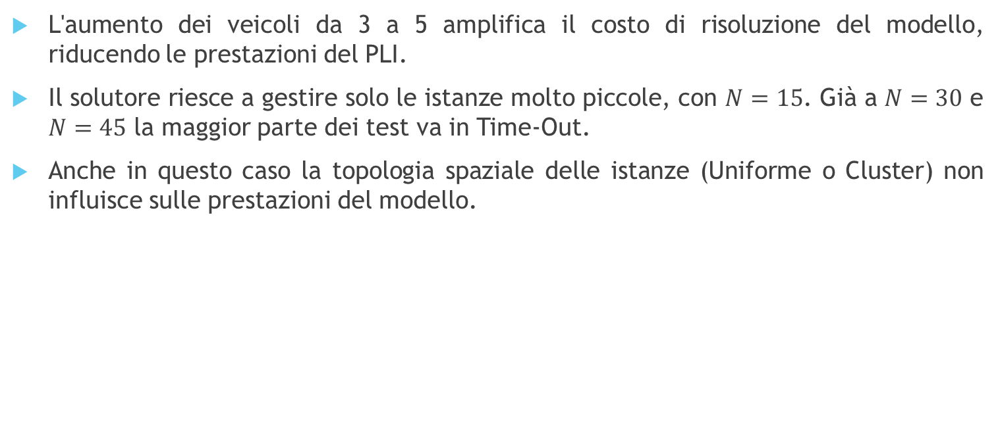 L'aumento dei veicoli da 3 a 5 amplifica il costo di risoluzione del modello,
riducendo le prestazioni del PLI.
Il solutore riesce a gestire solo le istanze molto piccole, con N = 15. Già a N = 30 e
N = 45 la maggior parte dei test va in Time-Out.
Anche in questo caso la topologia spaziale delle istanze (Uniforme o Cluster) non
influisce sulle prestazioni del modello.